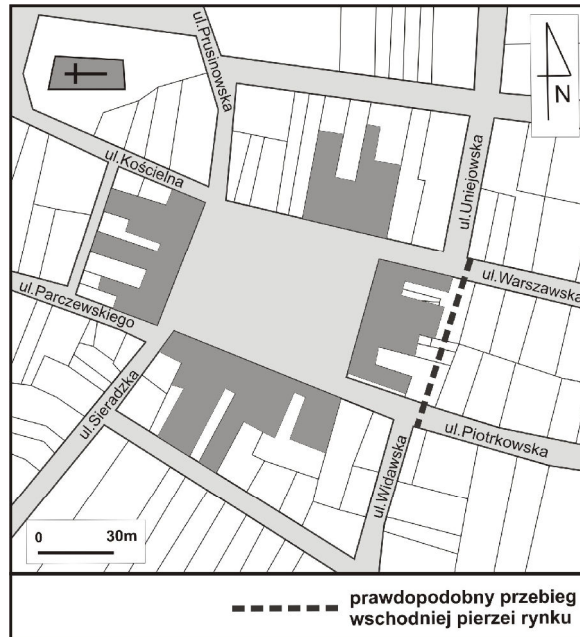 ul.Prusinowska
N
ul.Kościelna
ul.Uniejowska
ul.Warszawska
ul.Parczewskiego
ul.Sieradzka
ul.Piotrkowska
ul.Widawska
0 30m
prawdopodobny przebieg
wschodniej pierzei rynku